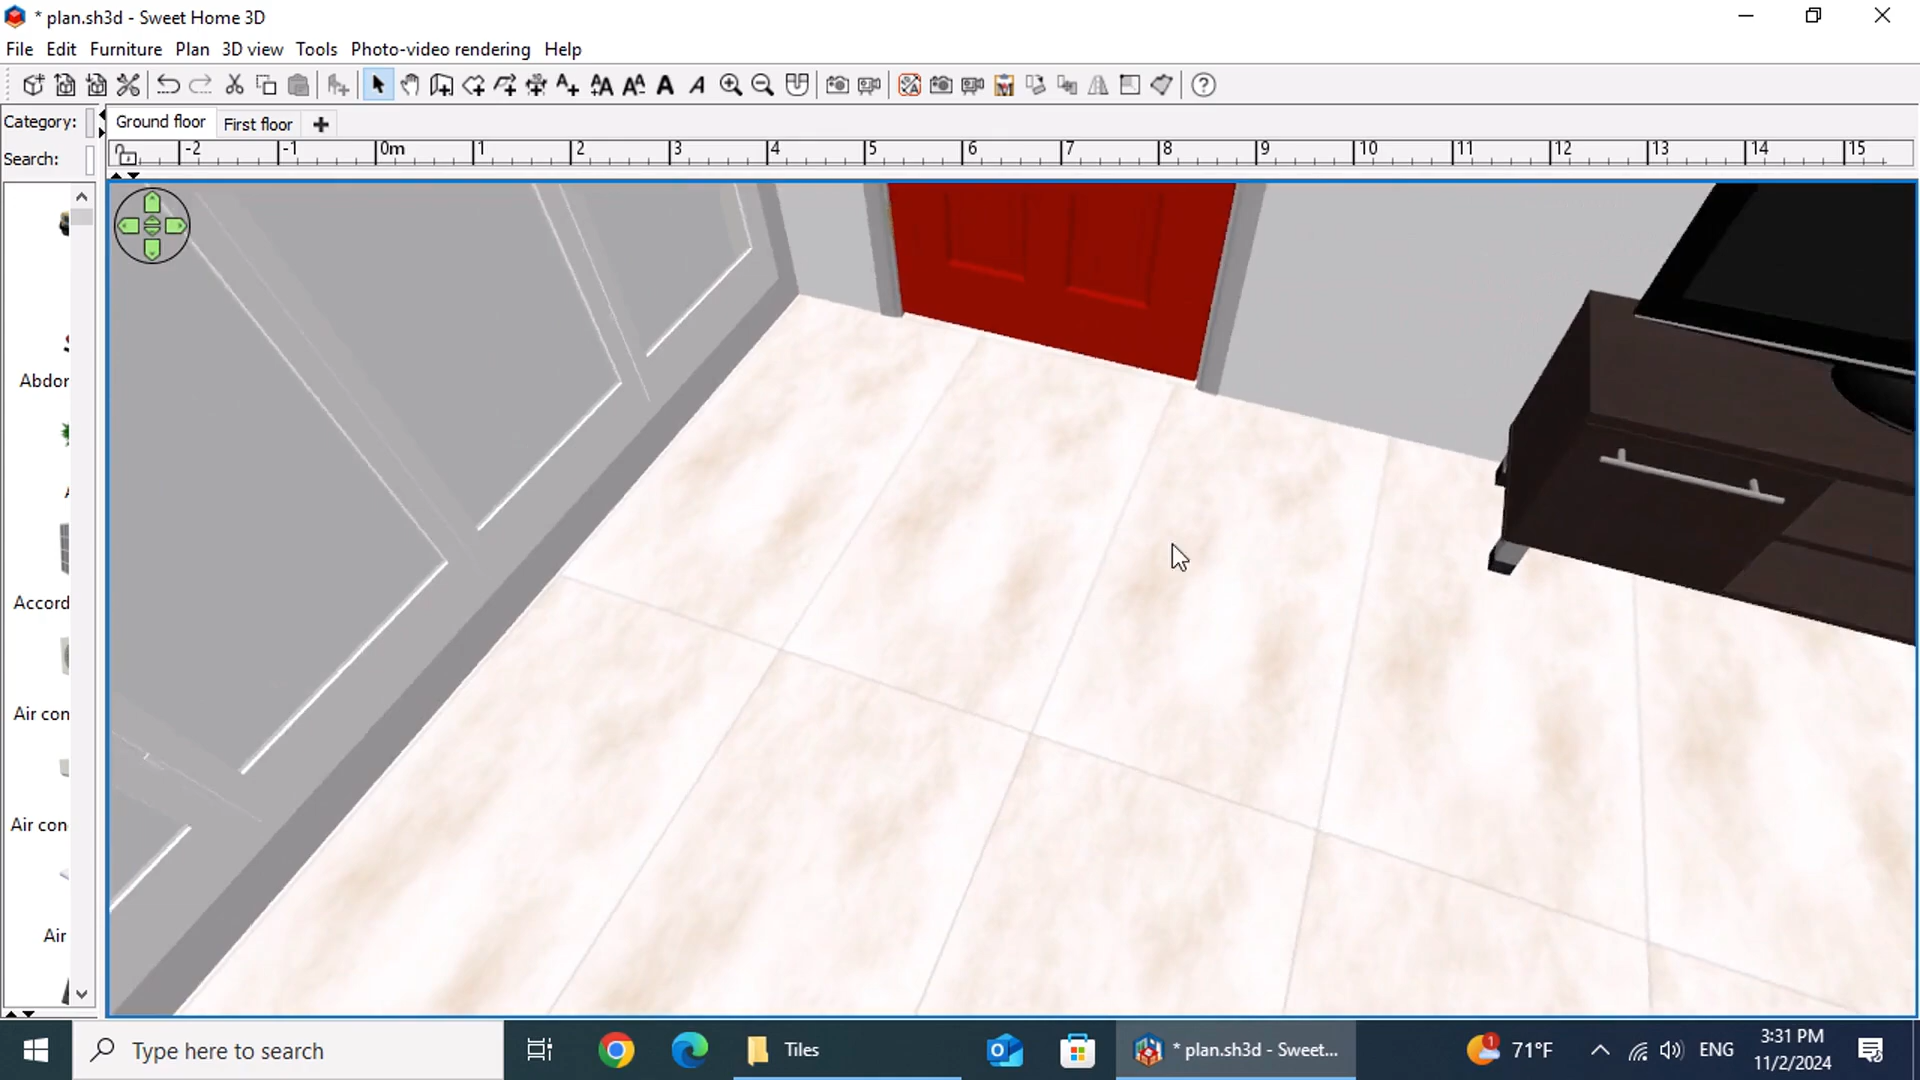 * plan.sh3d - Sweet Home 3D
File Edit Furniture Plan 3D view Tools Photo-video rendering Help
Category:
Ground floor First floor
Search:
-2 -1 0m 1 2 3 4 5 6 7 8 9 10 11 12 13 14 15
Abdor
Accord
Air con
Air con
Air
Type here to search
Tiles
* plan.sh3d - Sweet...
1
71°F
ENG
3:31 PM
11/2/2024